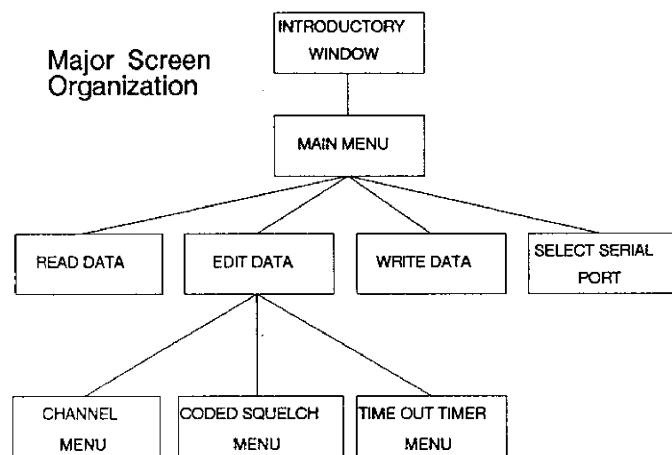 INTRODUCTORY
WINDOW
Major Screen
Organization
MAIN MENU
READ DATA
EDIT DATA
WRITE DATA
SELECT SERIAL
PORT
CHANNEL
MENU
CODED SQUELCH
MENU
TIME OUT TIMER
MENU